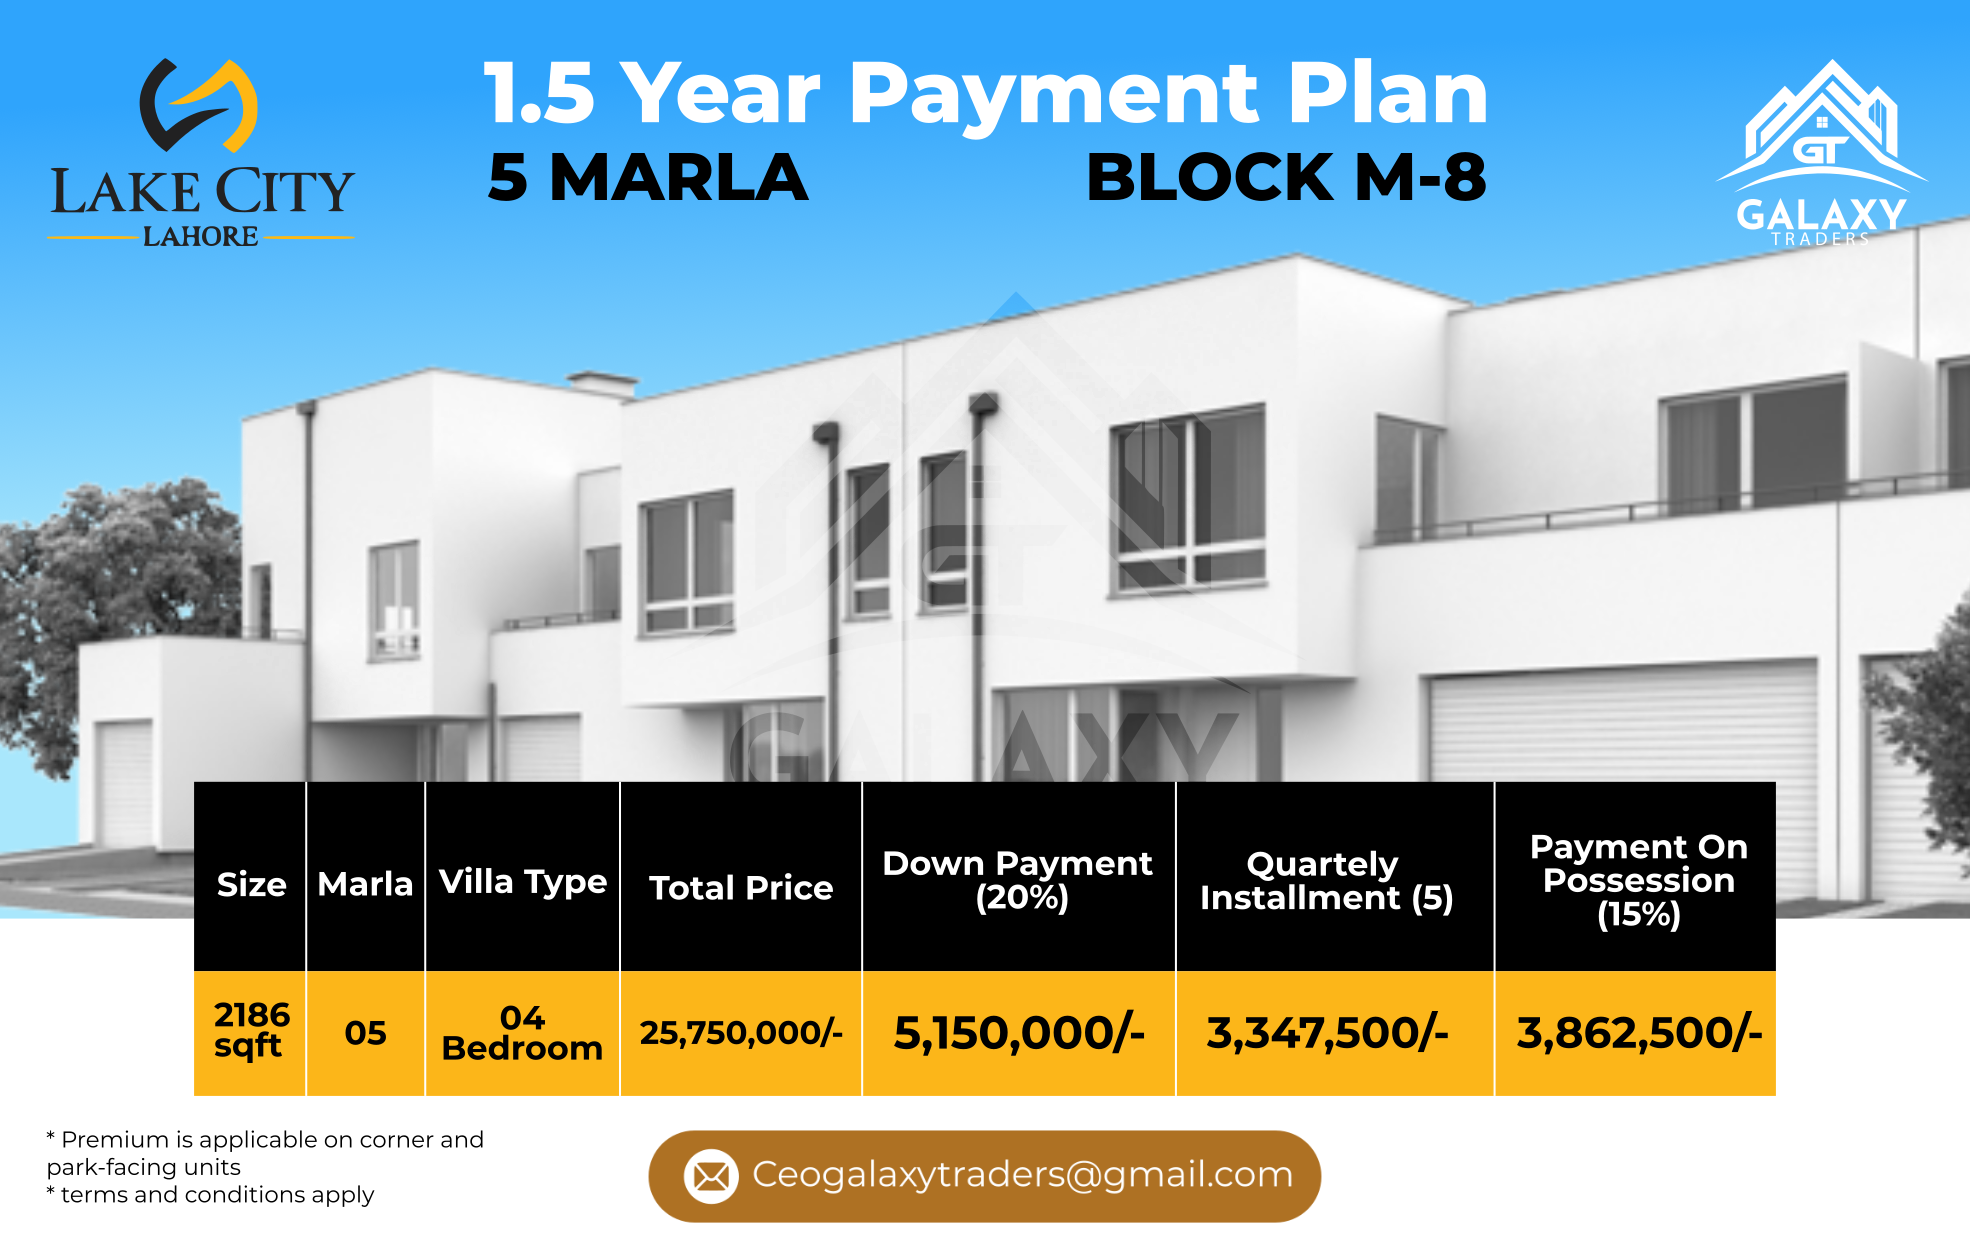 LAKE CITY
LAHORE
1.5 Year Payment Plan
5 MARLA BLOCK M-8
GT
GALAXY
TRADERS
GT
GALAXY
Size
Marla
Villa Type
Total Price
Down Payment
(20%)
Quartely
Installment (5)
Payment On
Possession
(15%)
2186
sqft
05
04
Bedroom
25,750,000/-
5,150,000/-
3,347,500/-
3,862,500/-
* Premium is applicable on corner and
park-facing units
* terms and conditions apply
Ceogalaxytraders@gmail.com